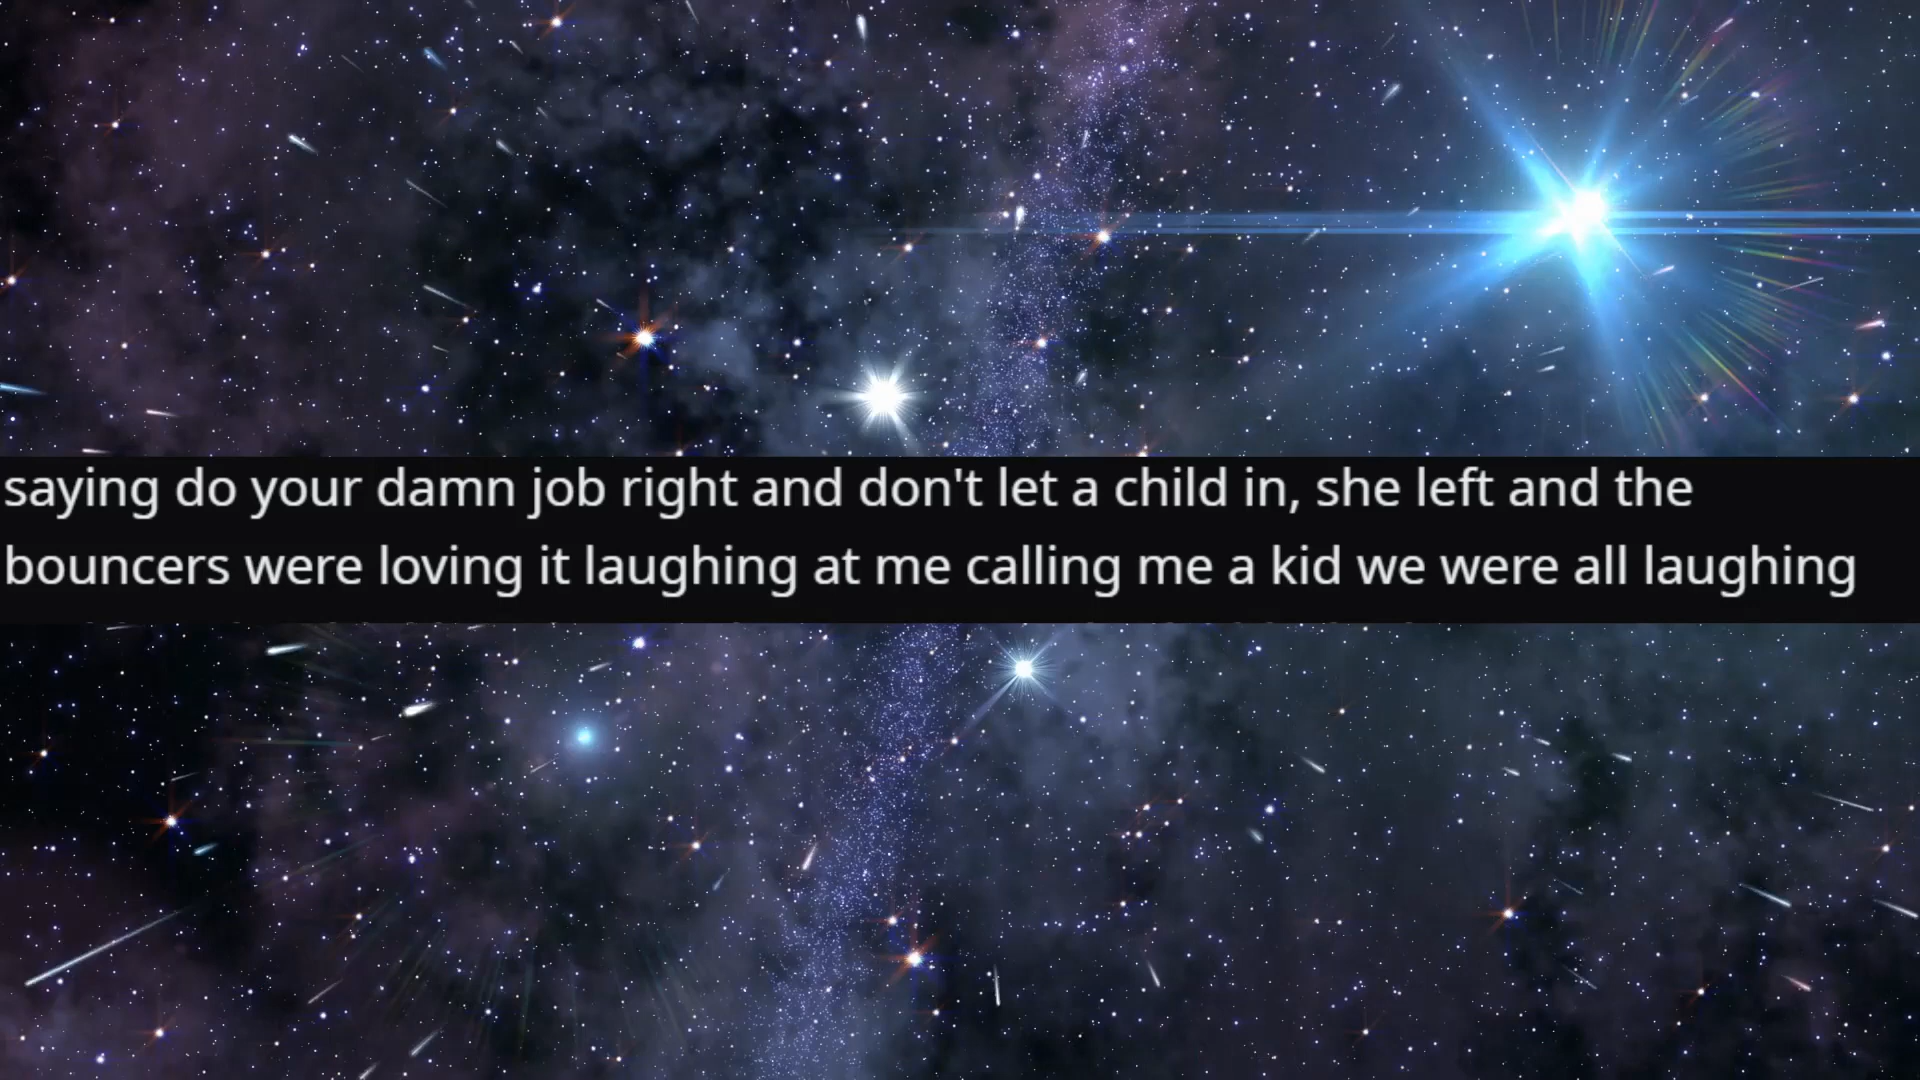 saying do your damn job right and don't let a child in, she left and the
bouncers were loving it laughing at me calling me a kid we were all laughing